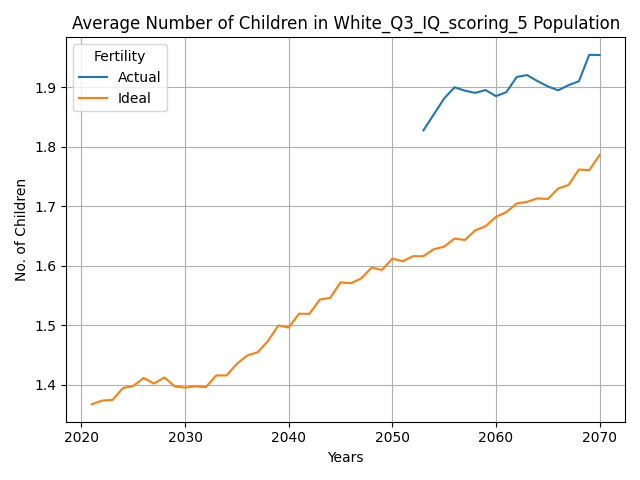 Average Number of Children in White_Q3_IQ_scoring_5 Population
Fertility
Actual
Ideal
No. of Children
1.9
1.8
1.7
1.6
1.5
1.4
2020 2030 2040 2050 2060 2070
Years